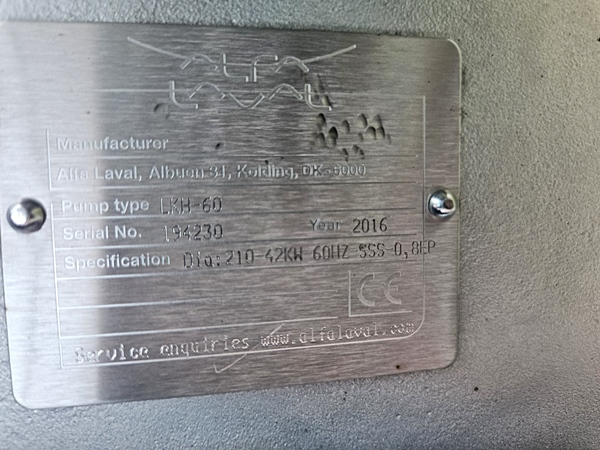 ALFA
LAVAL
Manufacturer
Alfa Laval, Albuen 31, Kolding, DK-6000
Pump type LKH-60
Serial No. 194230 Year 2016
Specification Dia:210-42KW 60HZ SSS-0,8EP
CE
Service enquiries www.alfalaval.com